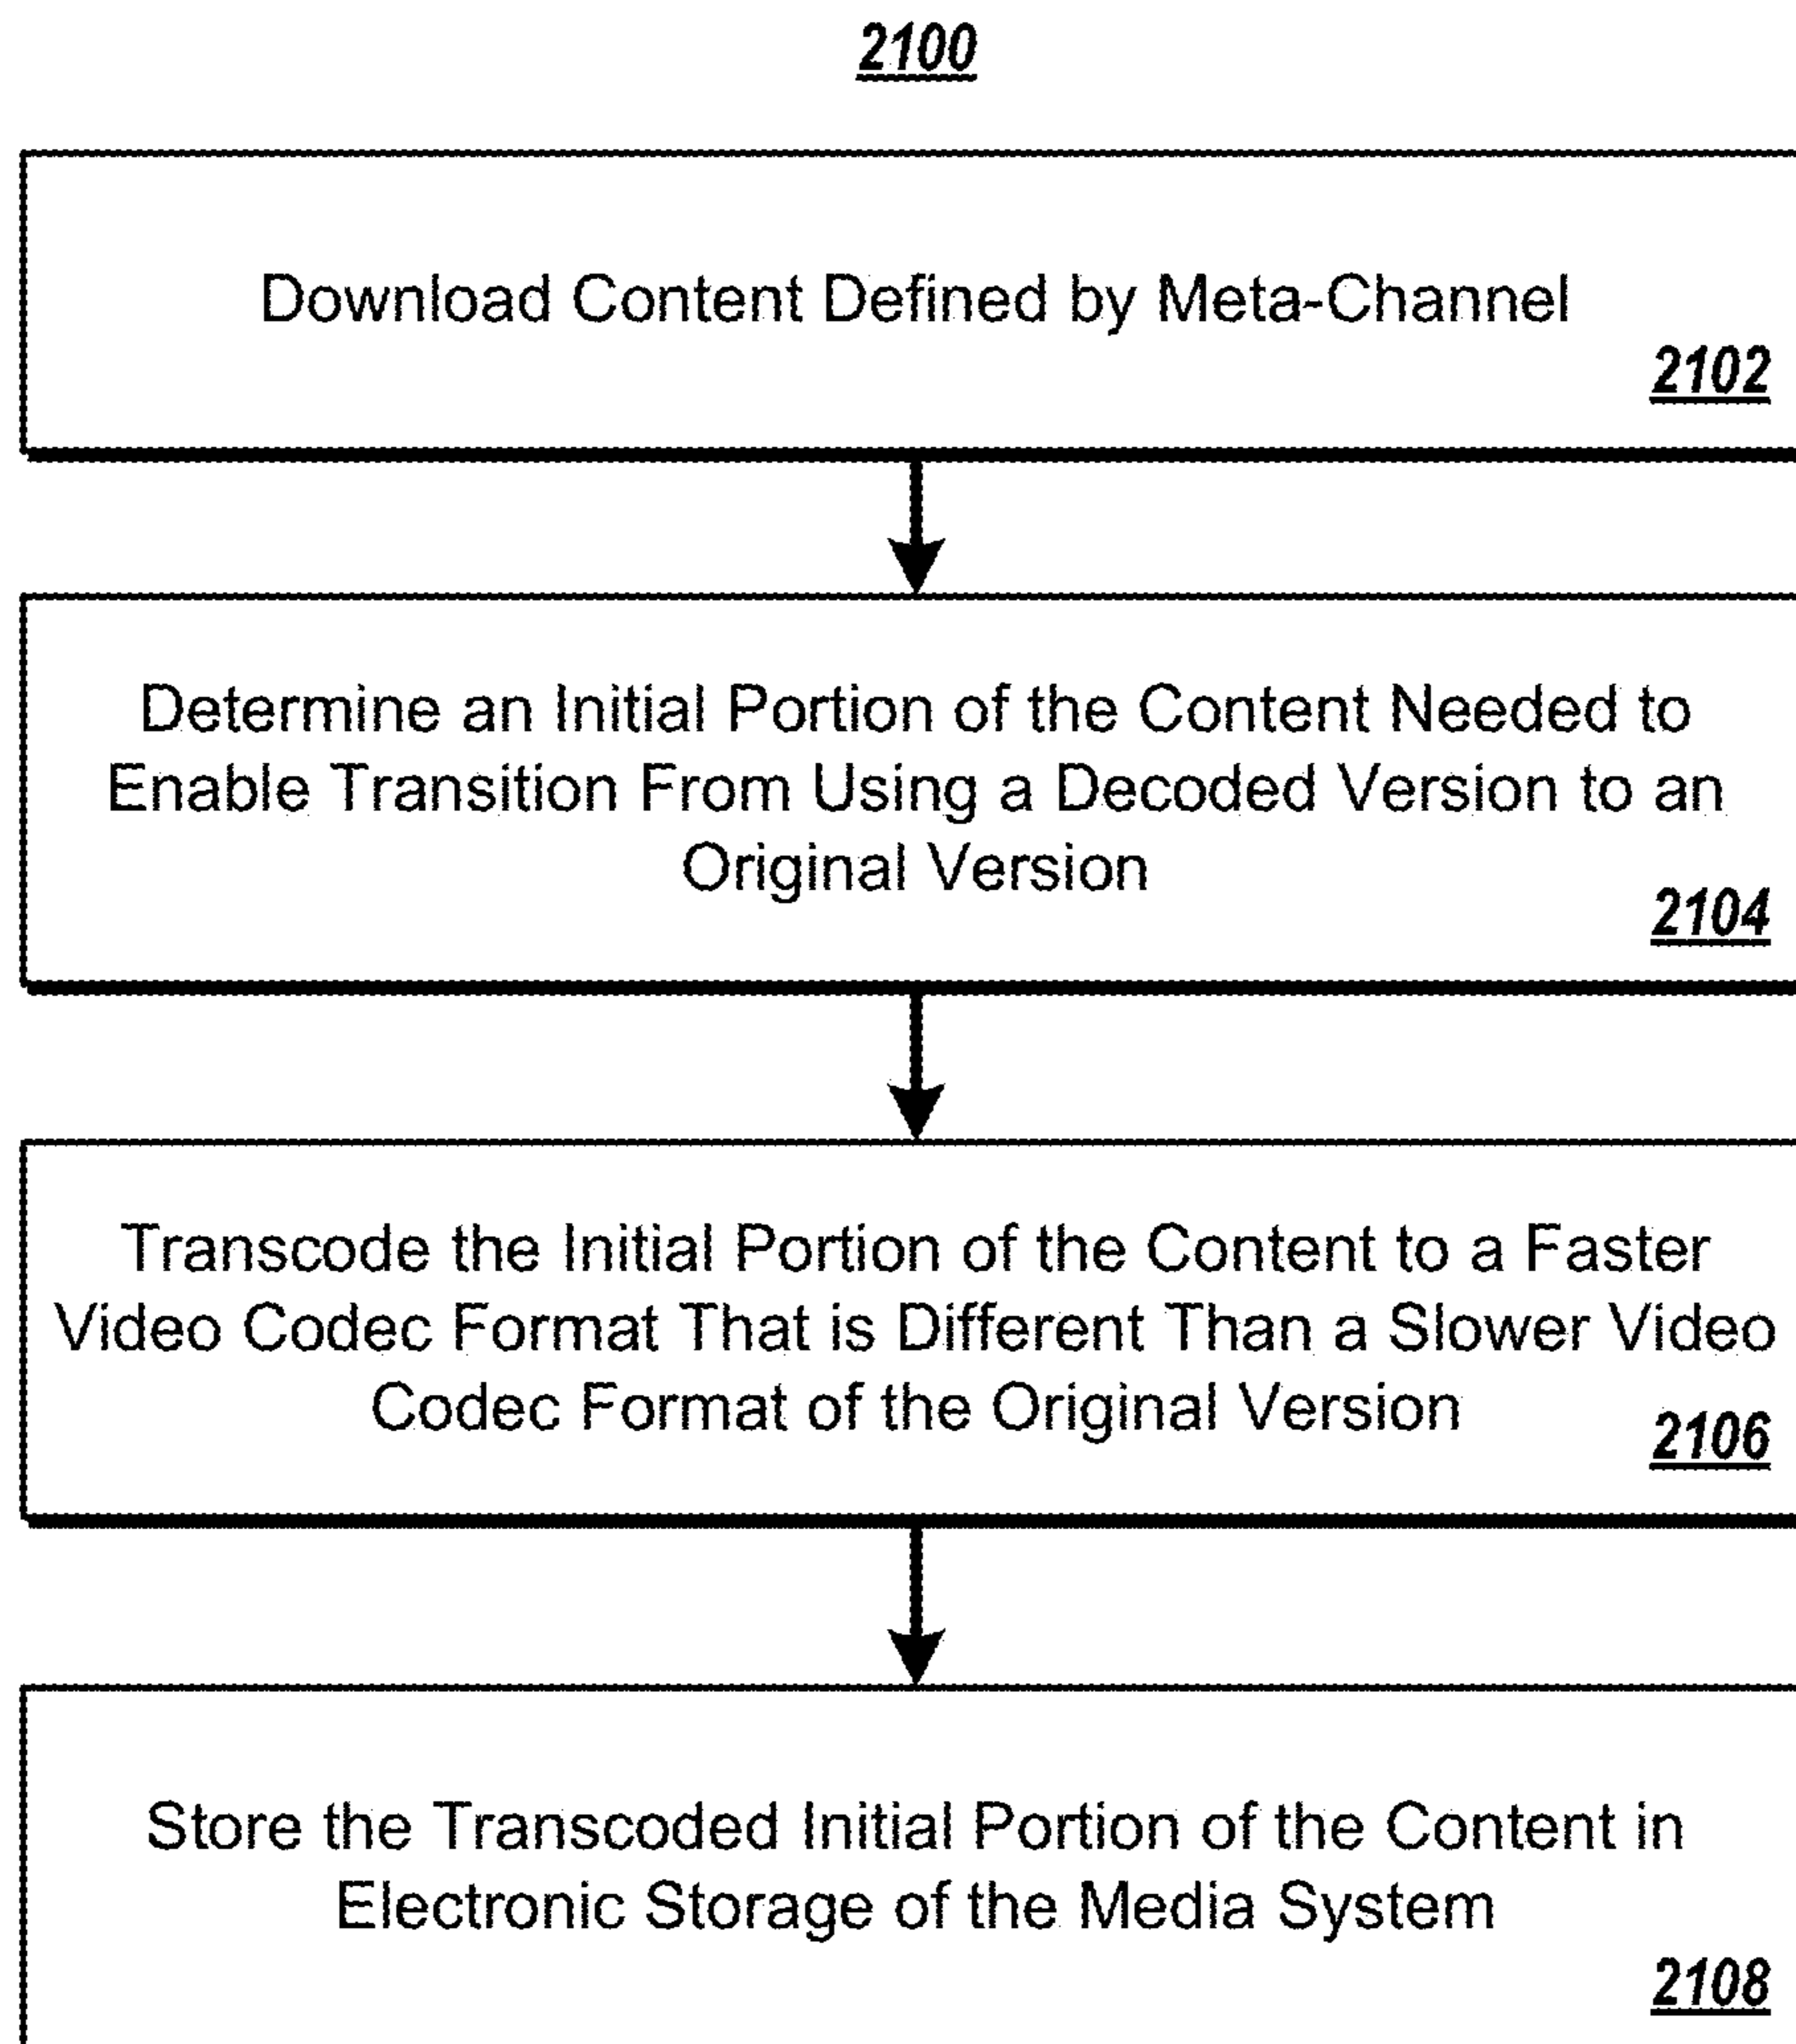 2100
Download Content Defined by Meta-Channel
2102
Determine an Initial Portion of the Content Needed to
Enable Transition From Using a Decoded Version to an
Original Version
2104
Transcode the Initial Portion of the Content to a Faster
Video Codec Format That is Different Than a Slower Video
Codec Format of the Original Version
2106
Store the Transcoded Initial Portion of the Content in
Electronic Storage of the Media System
2108